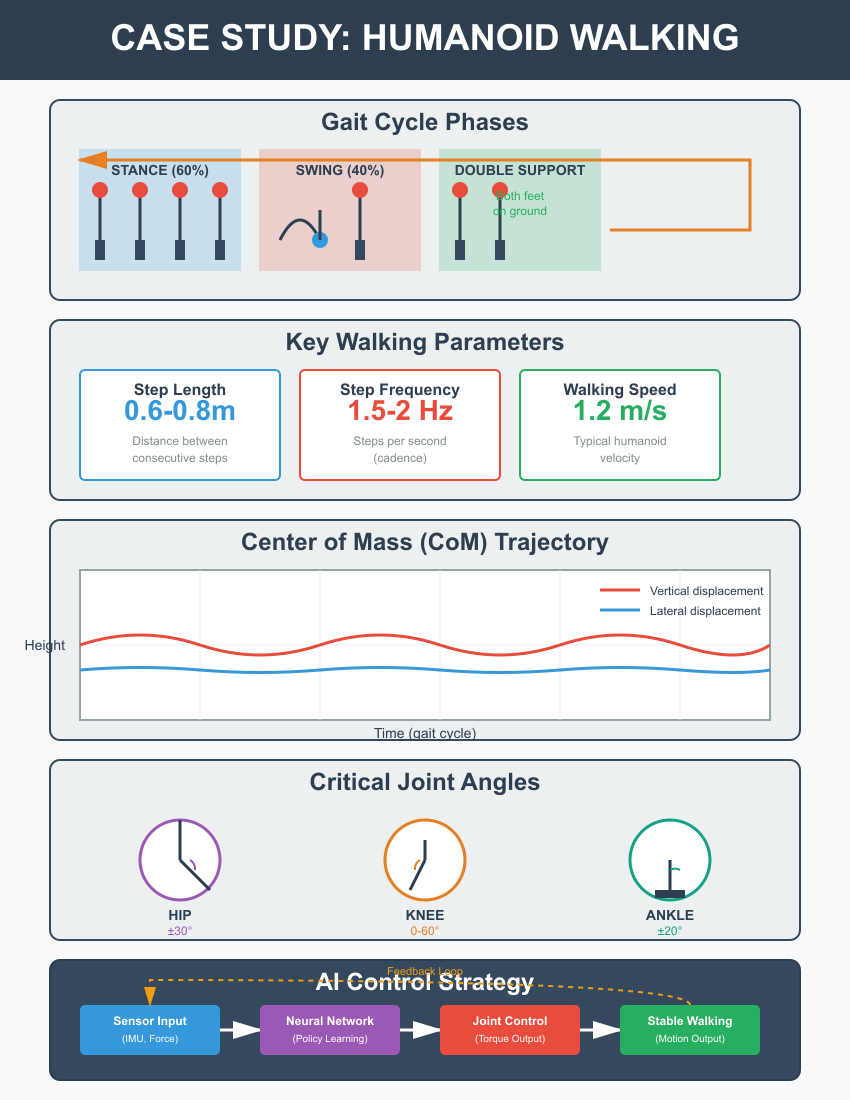 CASE STUDY: HUMANOID WALKING
Gait Cycle Phases
STANCE (60%)
SWING (40%)
DOUBLE SUPPORT
Both feet
on ground
Key Walking Parameters
Step Length
0.6-0.8m
Distance between
consecutive steps
Step Frequency
1.5-2 Hz
Steps per second
(cadence)
Walking Speed
1.2 m/s
Typical humanoid
velocity
Center of Mass (CoM) Trajectory
Vertical displacement
Lateral displacement
Height
Time (gait cycle)
Critical Joint Angles
HIP
±30°
KNEE
0-60°
ANKLE
±20°
Feedback Loop
AI Control Strategy
Sensor Input
(IMU, Force)
Neural Network
(Policy Learning)
Joint Control
(Torque Output)
Stable Walking
(Motion Output)